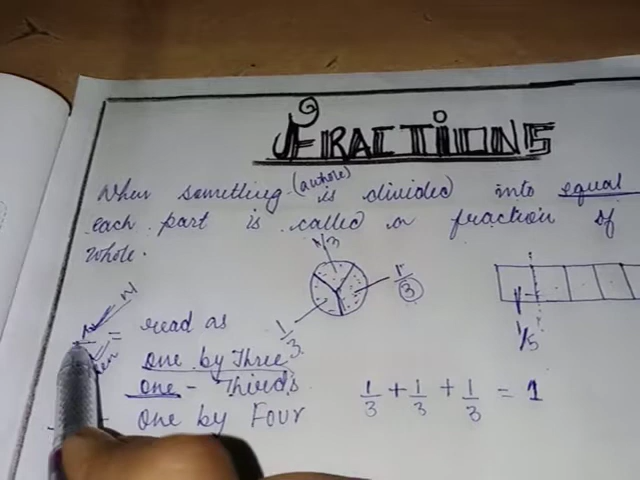 FRACTIONS
When something (a whole) is divided into equal
each part is called a fraction of
whole.
1/3
1/3
1/3
1/5
= read as
one by Three
one - Thirds
one by Four
1/3 + 1/3 + 1/3 = 1